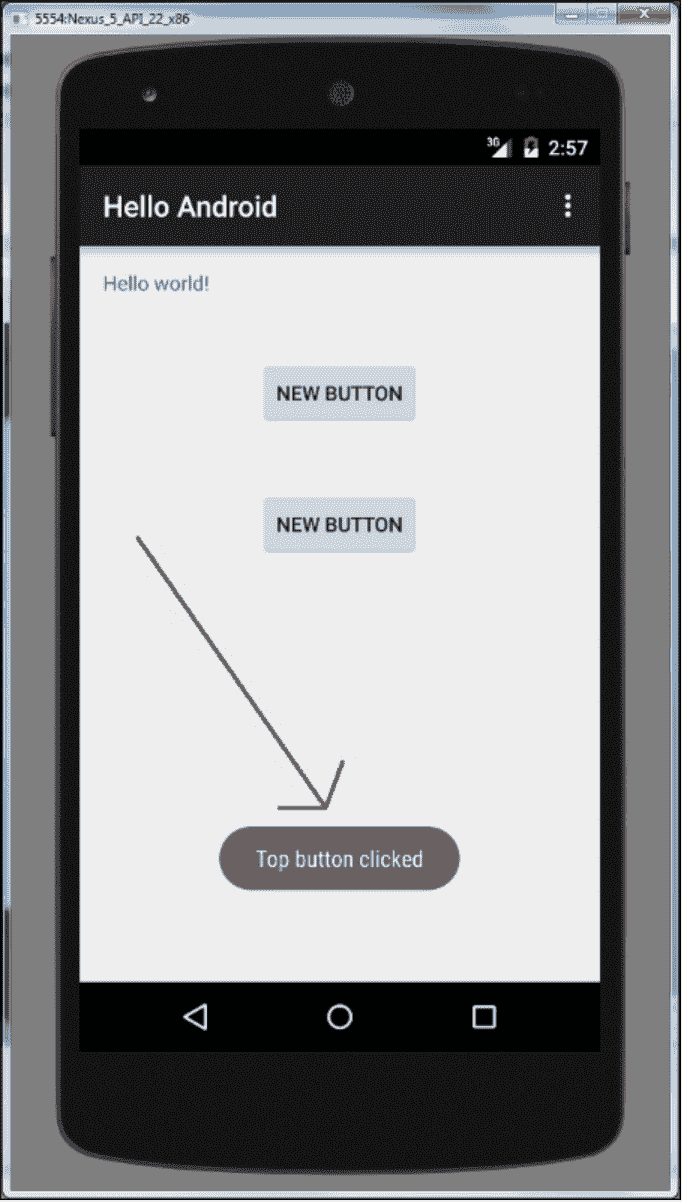 5554:Nexus_5_API_22_x86
3G 2:57
Hello Android
Hello world!
NEW BUTTON
NEW BUTTON
Top button clicked